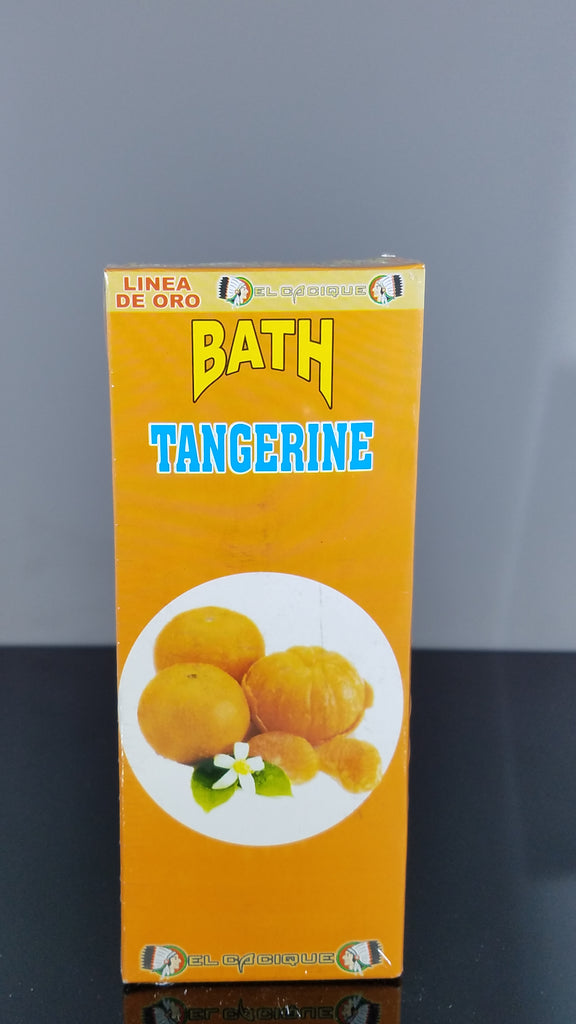 LINEA
DE ORO
EL CACIQUE
BATH
TANGERINE
EL CACIQUE